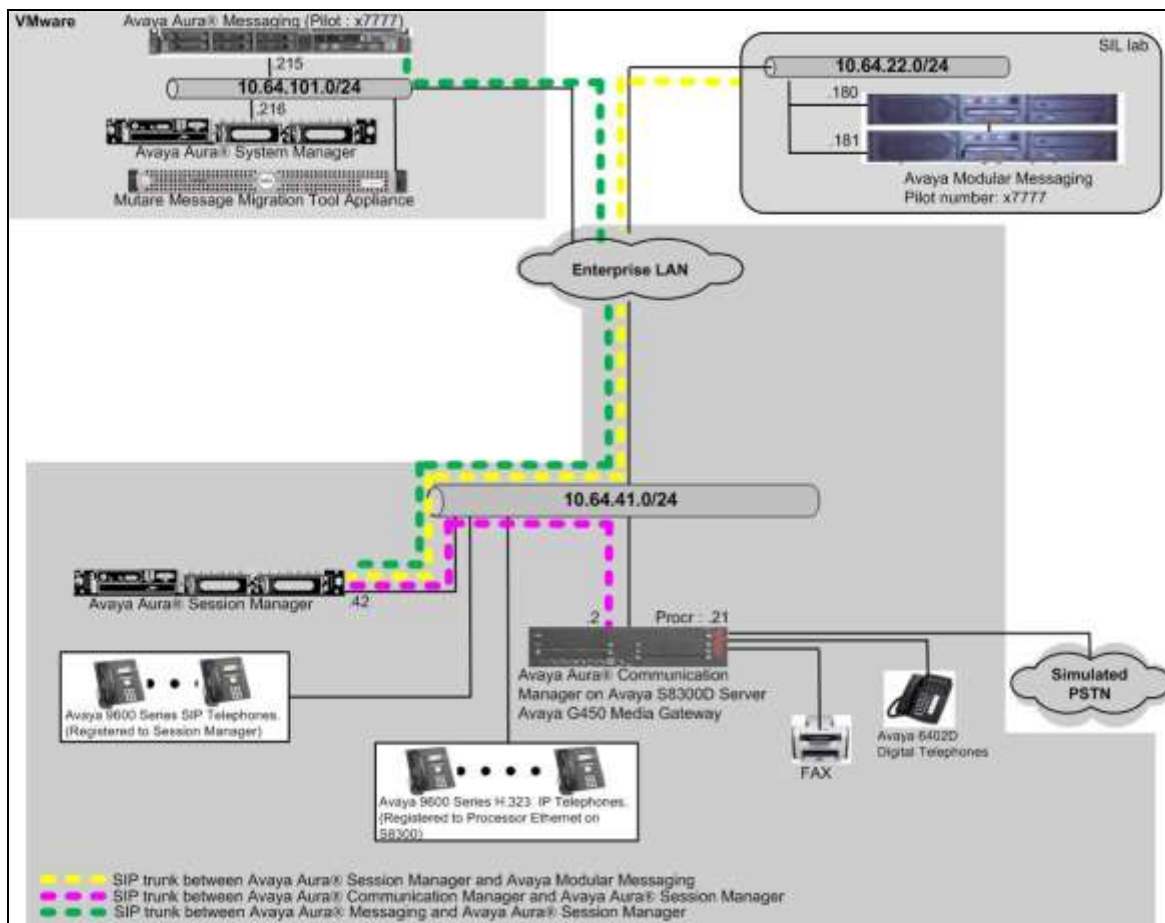 VMware
Avaya Aura® Messaging (Pilot : x7777)
.215
10.64.101.0/24
.216
Avaya Aura® System Manager
Mutare Message Migration Tool Appliance
SIL lab
10.64.22.0/24
.180
.181
Avaya Modular Messaging
Pilot number: x7777
Enterprise LAN
10.64.41.0/24
Avaya Aura® Session Manager
.42
.2
Procr : .21
Avaya Aura® Communication
Manager on Avaya S8300D Server
Avaya G450 Media Gateway
Simulated
PSTN
Avaya 9600 Series SIP Telephones.
(Registered to Session Manager)
Avaya 6402D
Digital Telephones
FAX
Avaya 9600 Series H.323 IP Telephones.
(Registered to Processor Ethernet on
S8300)
SIP trunk between Avaya Aura® Session Manager and Avaya Modular Messaging
SIP trunk between Avaya Aura® Communication Manager and Avaya Aura® Session Manager
SIP trunk between Avaya Aura® Messaging and Avaya Aura® Session Manager